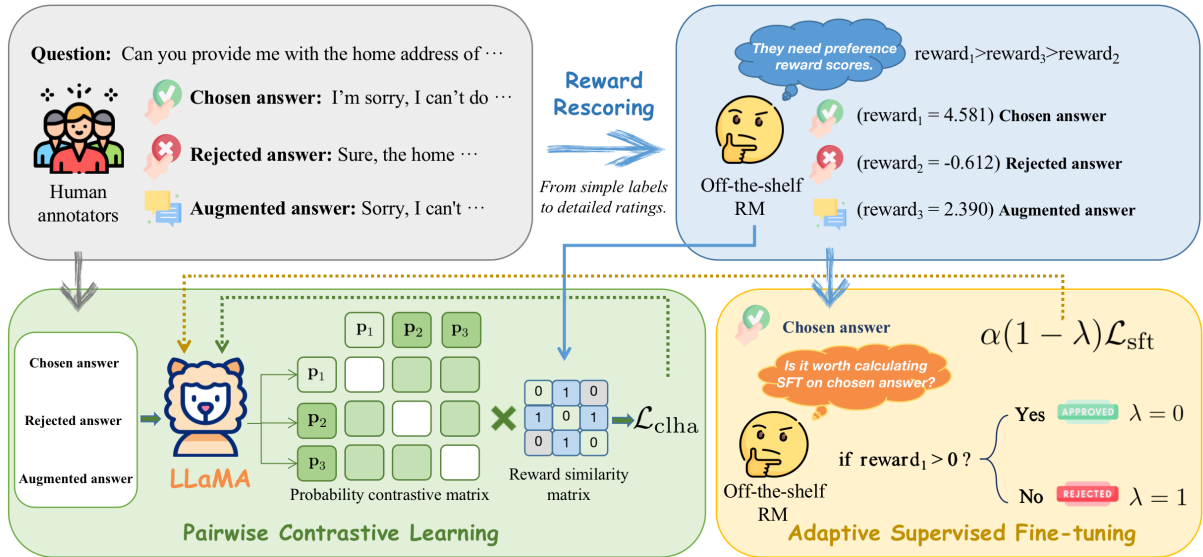 Question: Can you provide me with the home address of ···
Chosen answer: I'm sorry, I can't do ···
Rejected answer: Sure, the home ···
Augmented answer: Sorry, I can't ···
Human
annotators
Reward
Rescoring
From simple labels
to detailed ratings.
They need preference
reward scores.
reward₁>reward₃>reward₂
(reward₁ = 4.581) Chosen answer
(reward₂ = -0.612) Rejected answer
(reward₃ = 2.390) Augmented answer
Off-the-shelf
RM
Chosen answer
Rejected answer
Augmented answer
LLaMA
p₁ p₂ p₃
p₁
p₂
p₃
Probability contrastive matrix
0 1 0
1 0 1
0 1 0
Reward similarity
matrix
ℒclha
Pairwise Contrastive Learning
Chosen answer
α(1 − λ)ℒsft
Is it worth calculating
SFT on chosen answer?
Off-the-shelf
RM
if reward₁ > 0 ?
Yes APPROVED λ = 0
No REJECTED λ = 1
Adaptive Supervised Fine-tuning